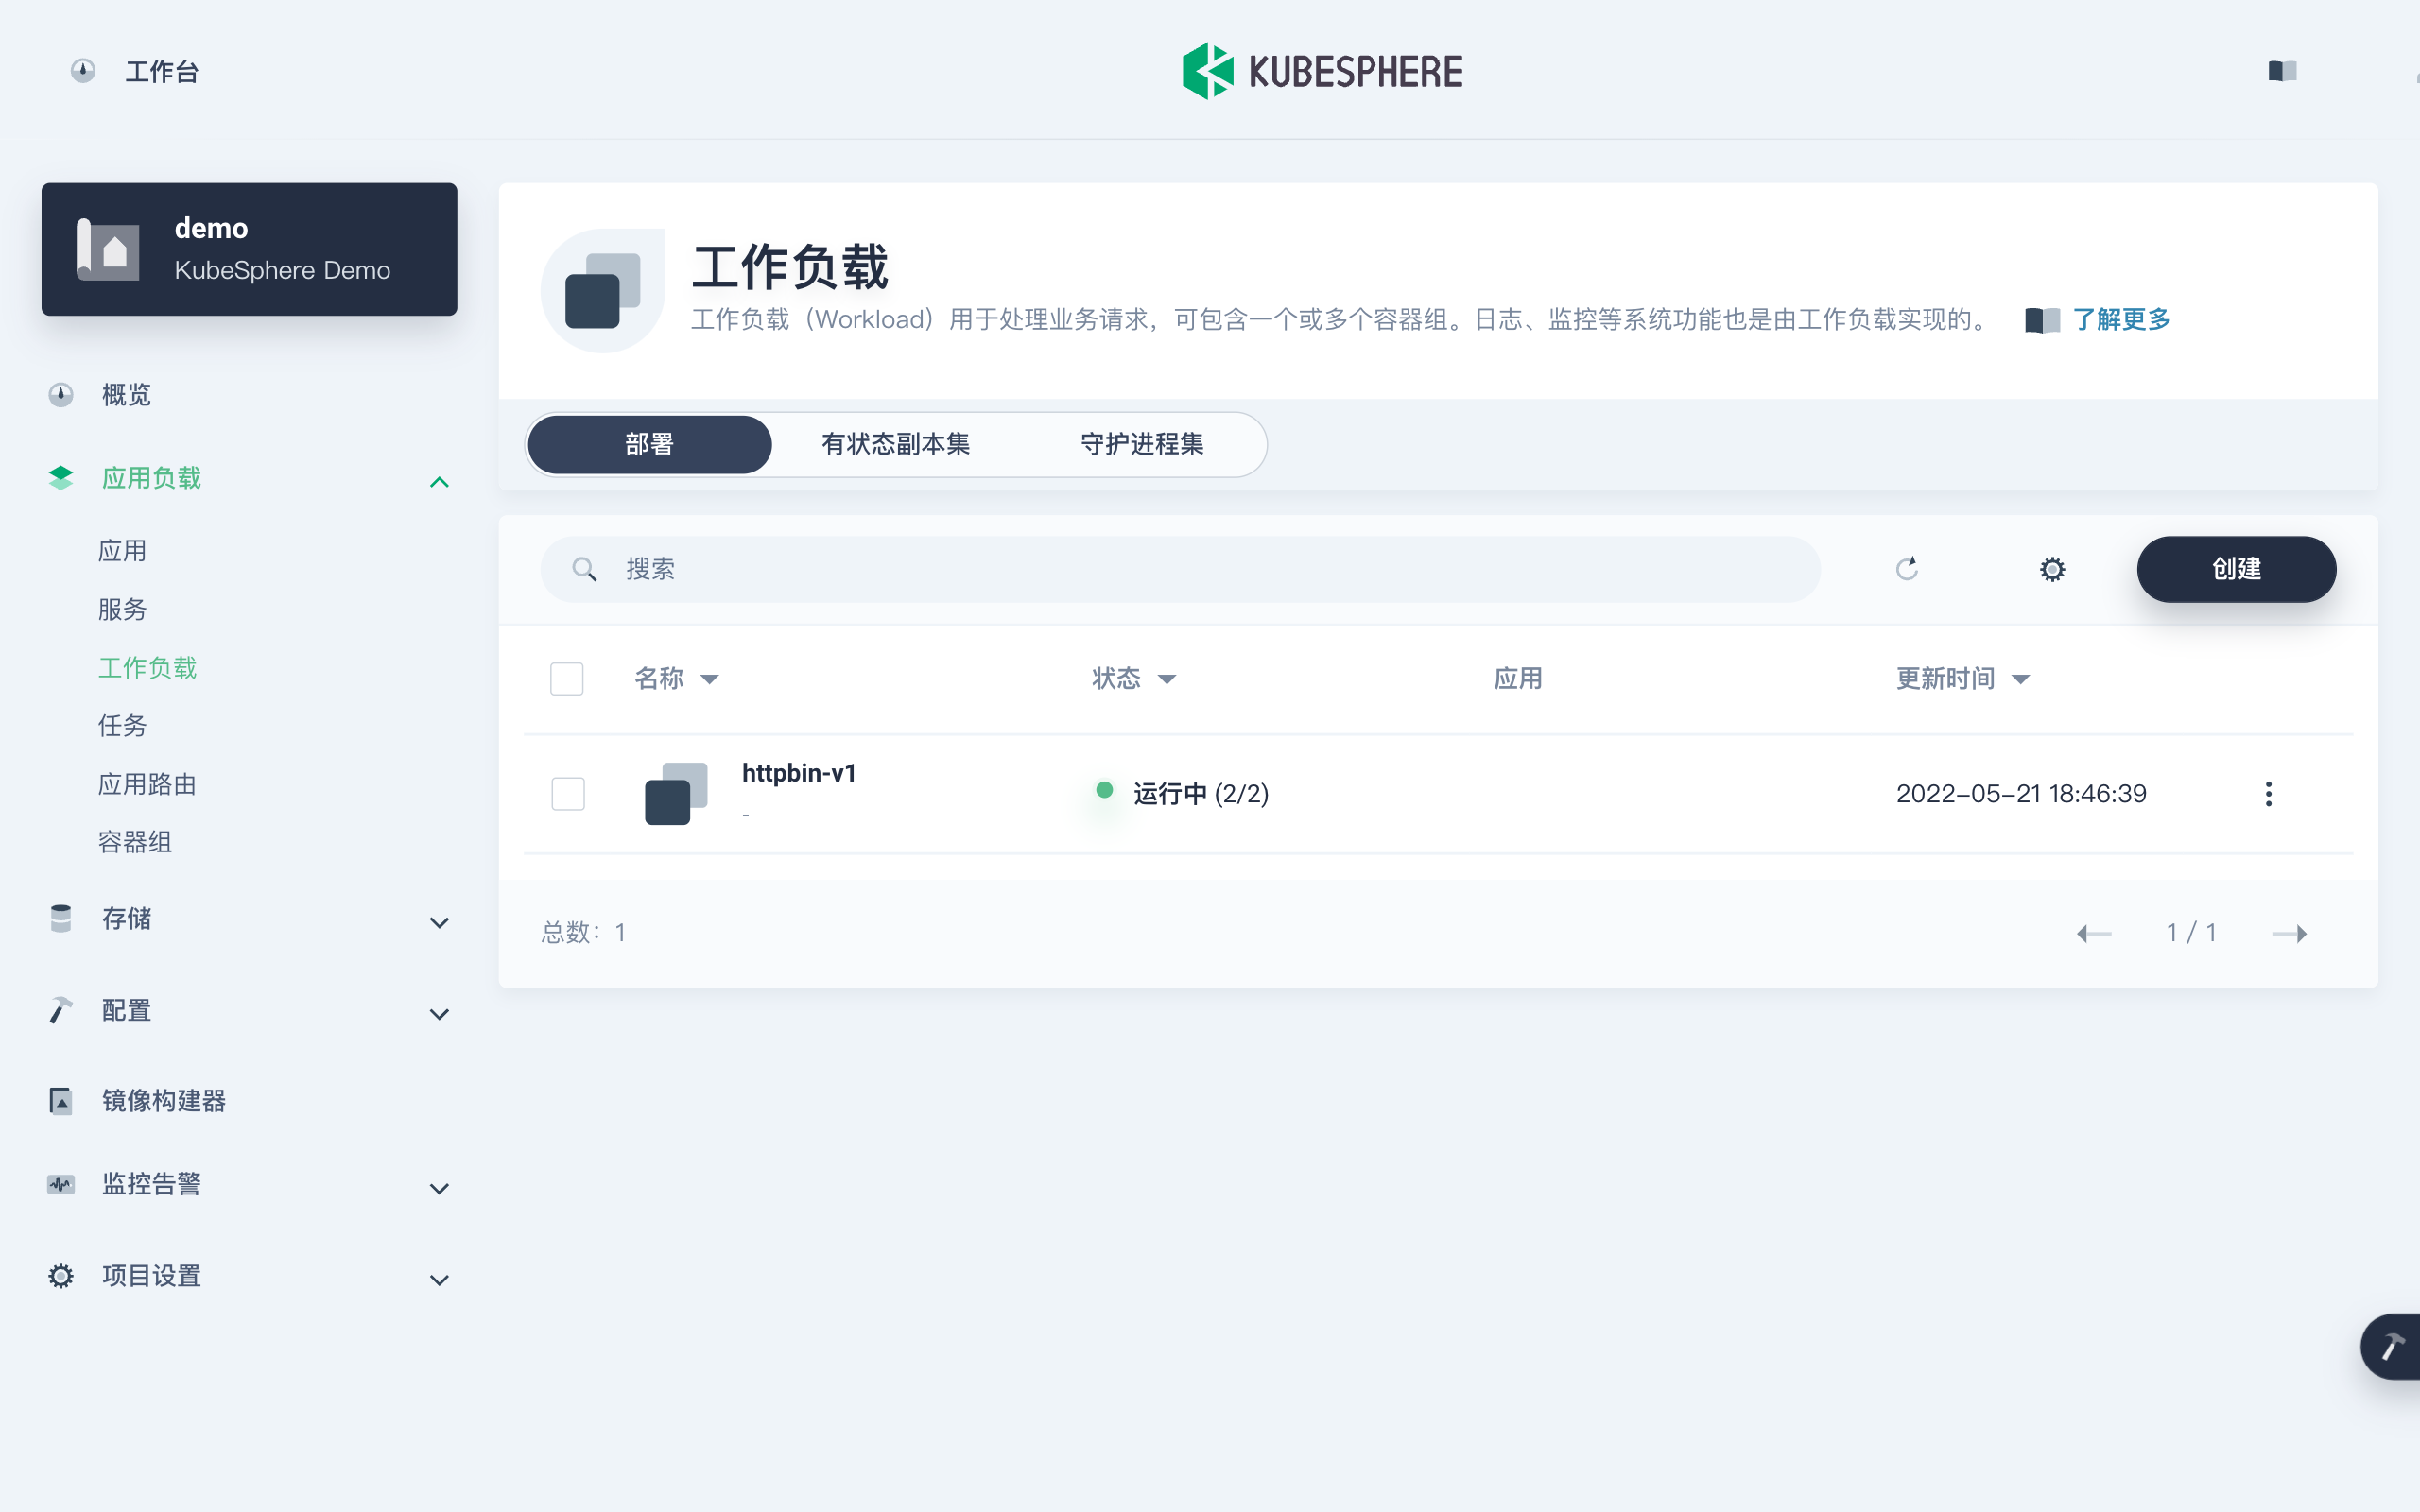 工作台
KUBESPHERE
demo
KubeSphere Demo
概览
应用负载
应用
服务
工作负载
任务
应用路由
容器组
存储
配置
镜像构建器
监控告警
项目设置
工作负载
工作负载（Workload）用于处理业务请求，可包含一个或多个容器组。日志、监控等系统功能也是由工作负载实现的。 了解更多
部署 有状态副本集 守护进程集
搜索 创建
名称 状态 应用 更新时间
httpbin-v1
-
运行中 (2/2) 2022-05-21 18:46:39
总数：1 1 / 1